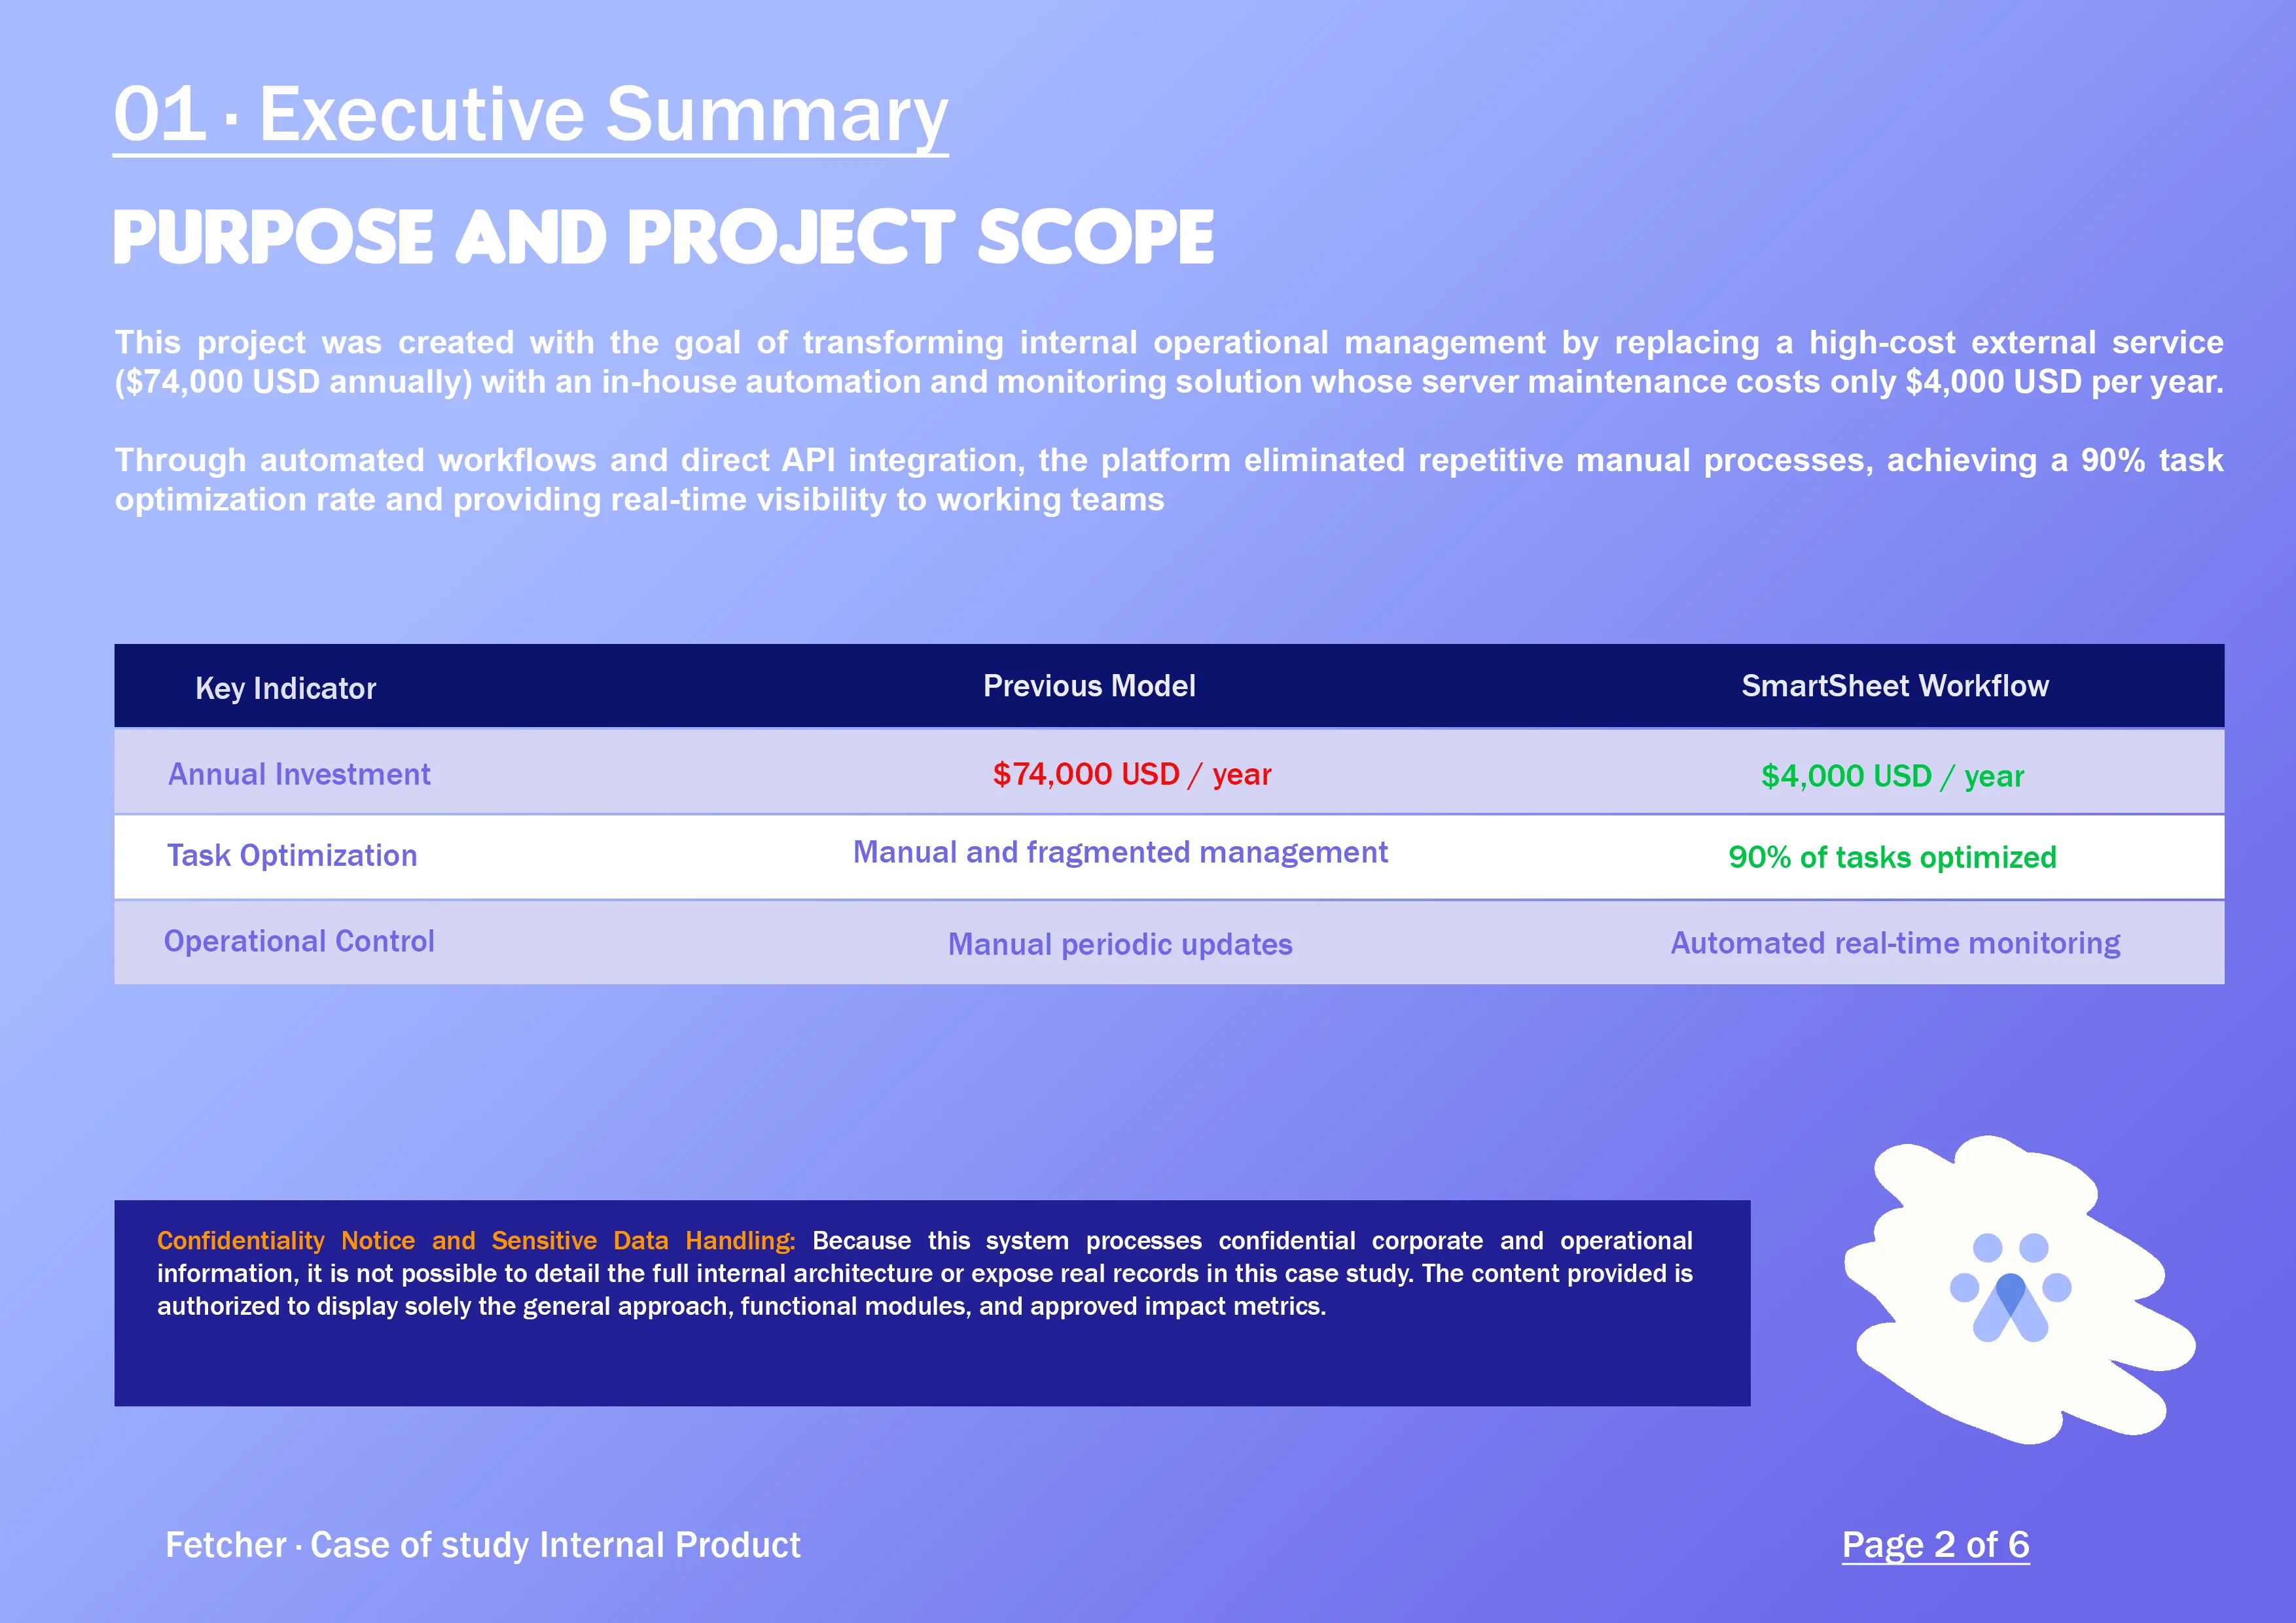 01 · Executive Summary
PURPOSE AND PROJECT SCOPE
This project was created with the goal of transforming internal operational management by replacing a high-cost external service
($74,000 USD annually) with an in-house automation and monitoring solution whose server maintenance costs only $4,000 USD per year.
Through automated workflows and direct API integration, the platform eliminated repetitive manual processes, achieving a 90% task
optimization rate and providing real-time visibility to working teams
Key Indicator Previous Model SmartSheet Workflow
Annual Investment $74,000 USD / year $4,000 USD / year
Task Optimization Manual and fragmented management 90% of tasks optimized
Operational Control Manual periodic updates Automated real-time monitoring
Confidentiality Notice and Sensitive Data Handling: Because this system processes confidential corporate and operational
information, it is not possible to detail the full internal architecture or expose real records in this case study. The content provided is
authorized to display solely the general approach, functional modules, and approved impact metrics.
Fetcher · Case of study Internal Product
Page 2 of 6